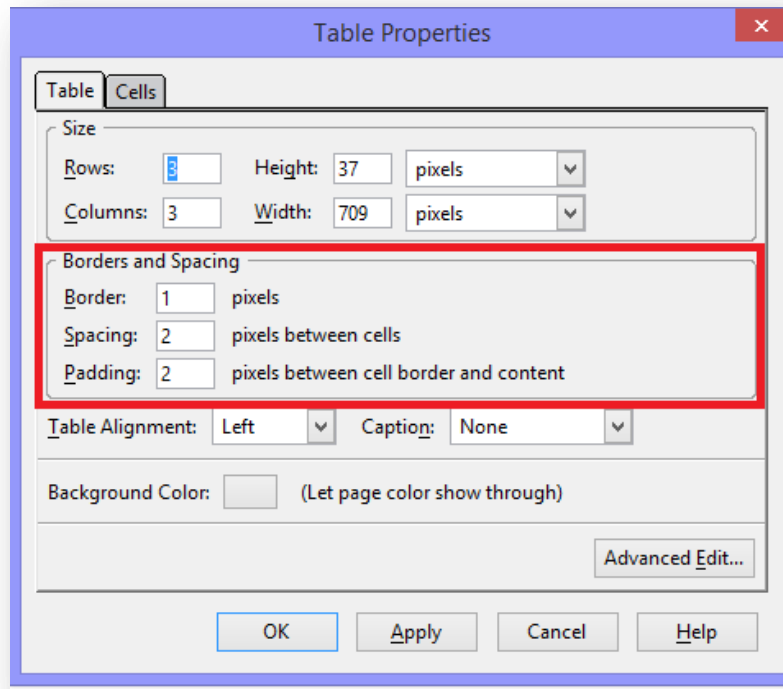 Table Properties
Table Cells
Size
Rows: 3 Height: 37 pixels
Columns: 3 Width: 709 pixels
Borders and Spacing
Border: 1 pixels
Spacing: 2 pixels between cells
Padding: 2 pixels between cell border and content
Table Alignment: Left Caption: None
Background Color: (Let page color show through)
Advanced Edit...
OK Apply Cancel Help